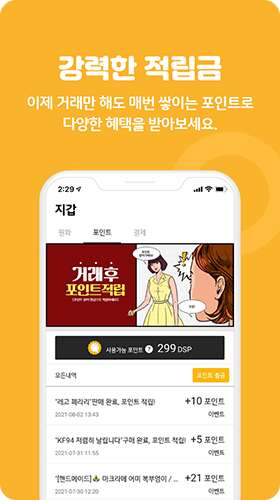 강력한 적립금
이제 거래만 해도 매번 쌓이는 포인트로
다양한 혜택을 받아보세요.
2:29
지갑
원화 포인트 결제
거래 후
포인트적립
사용가능 포인트 ? 299 DSP
모든내역 포인트 출금
"레고 페라리"판매 완료, 포인트 적립! +10 포인트
2021-08-02 13:43 이벤트
"KF94 저렴히 날립니다"구매 완료, 포인트 적립! +5 포인트
2021-07-31 11:55 이벤트
"[핸드메이드] 마크라메 어미 부엉이 / ... +21 포인트
2021-07-30 12:20 이벤트